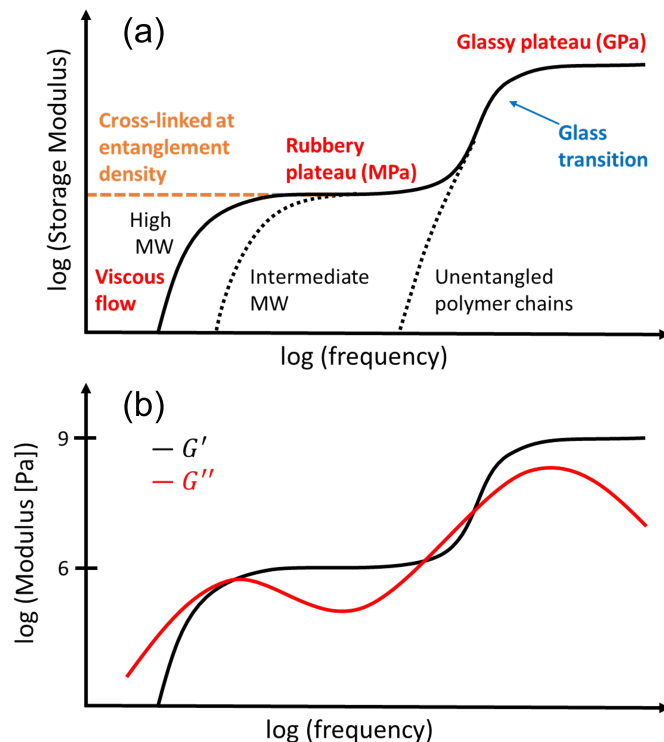 (a)
Glassy plateau (GPa)
Cross-linked at
entanglement
density
Rubbery
plateau (MPa)
Glass
transition
High
MW
Viscous
flow
Intermediate
MW
Unentangled
polymer chains
log (Storage Modulus)
log (frequency)
(b)
9
6
G'
G''
log (Modulus [Pa])
log (frequency)